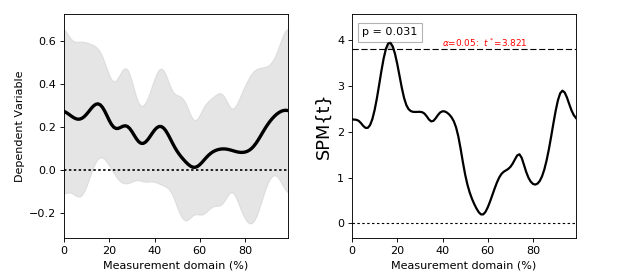 0.6
0.4
0.2
0.0
−0.2
Dependent Variable
0 20 40 60 80
Measurement domain (%)
p = 0.031
α=0.05: t*=3.821
4
3
2
1
0
SPM{t}
0 20 40 60 80
Measurement domain (%)